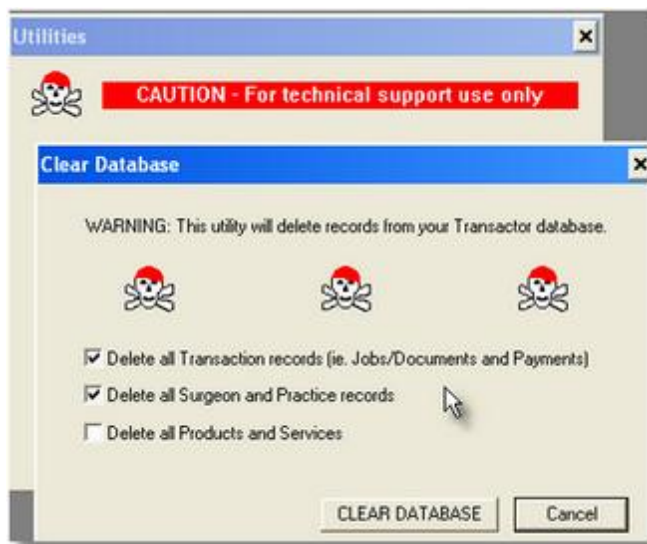 Utilities
CAUTION - For technical support use only
Clear Database
WARNING: This utility will delete records from your Transactor database.
Delete all Transaction records (ie. Jobs/Documents and Payments)
Delete all Surgeon and Practice records
Delete all Products and Services
CLEAR DATABASE
Cancel